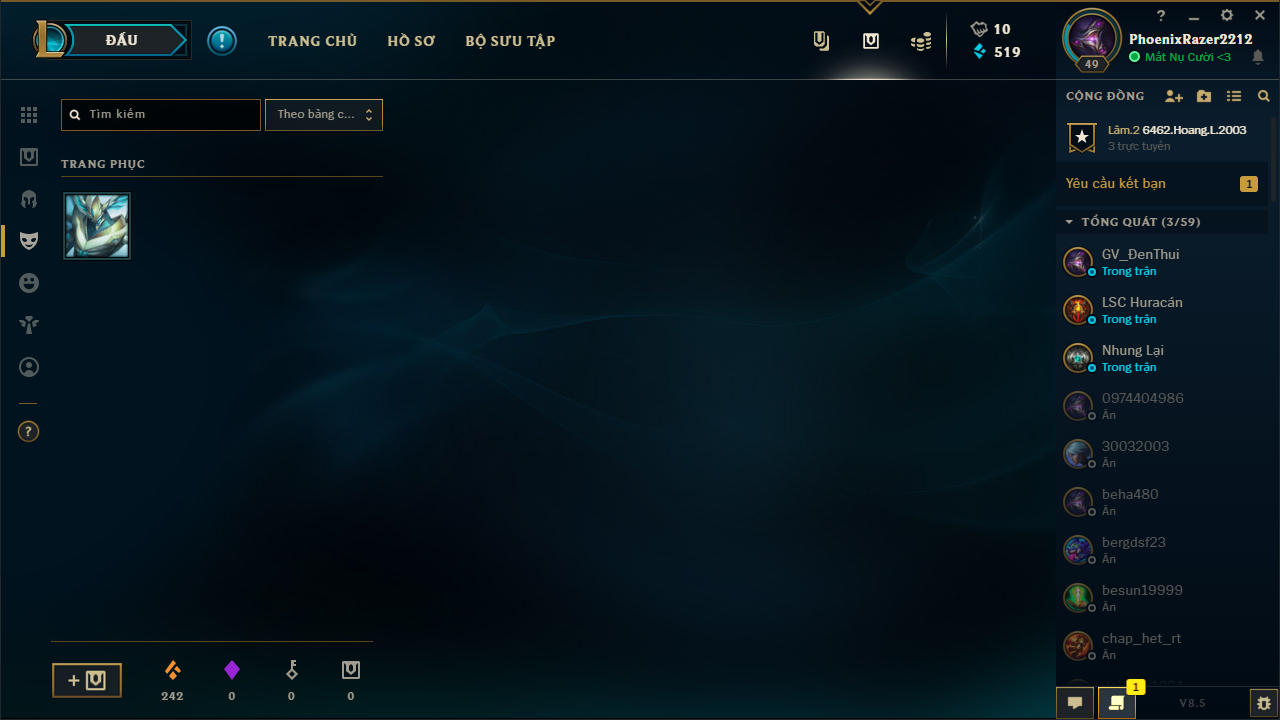 ĐẤU
!
TRANG CHỦ
HỒ SƠ
BỘ SƯU TẬP
10
519
?
PhoenixRazer2212
Mắt Nụ Cười <3
49
CỘNG ĐỒNG
Lâm.2 6462.Hoang.L.2003
3 trực tuyến
Yêu cầu kết bạn
1
TỔNG QUÁT (3/59)
GV_ĐenThui
Trong trận
LSC Huracán
Trong trận
Nhung Lại
Trong trận
0974404986
Ẩn
30032003
Ẩn
beha480
Ẩn
bergdsf23
Ẩn
besun19999
Ẩn
chap_het_rt
Ẩn
1
V8.5
Tìm kiếm
Theo bảng c...
TRANG PHỤC
?
+
242
0
0
0